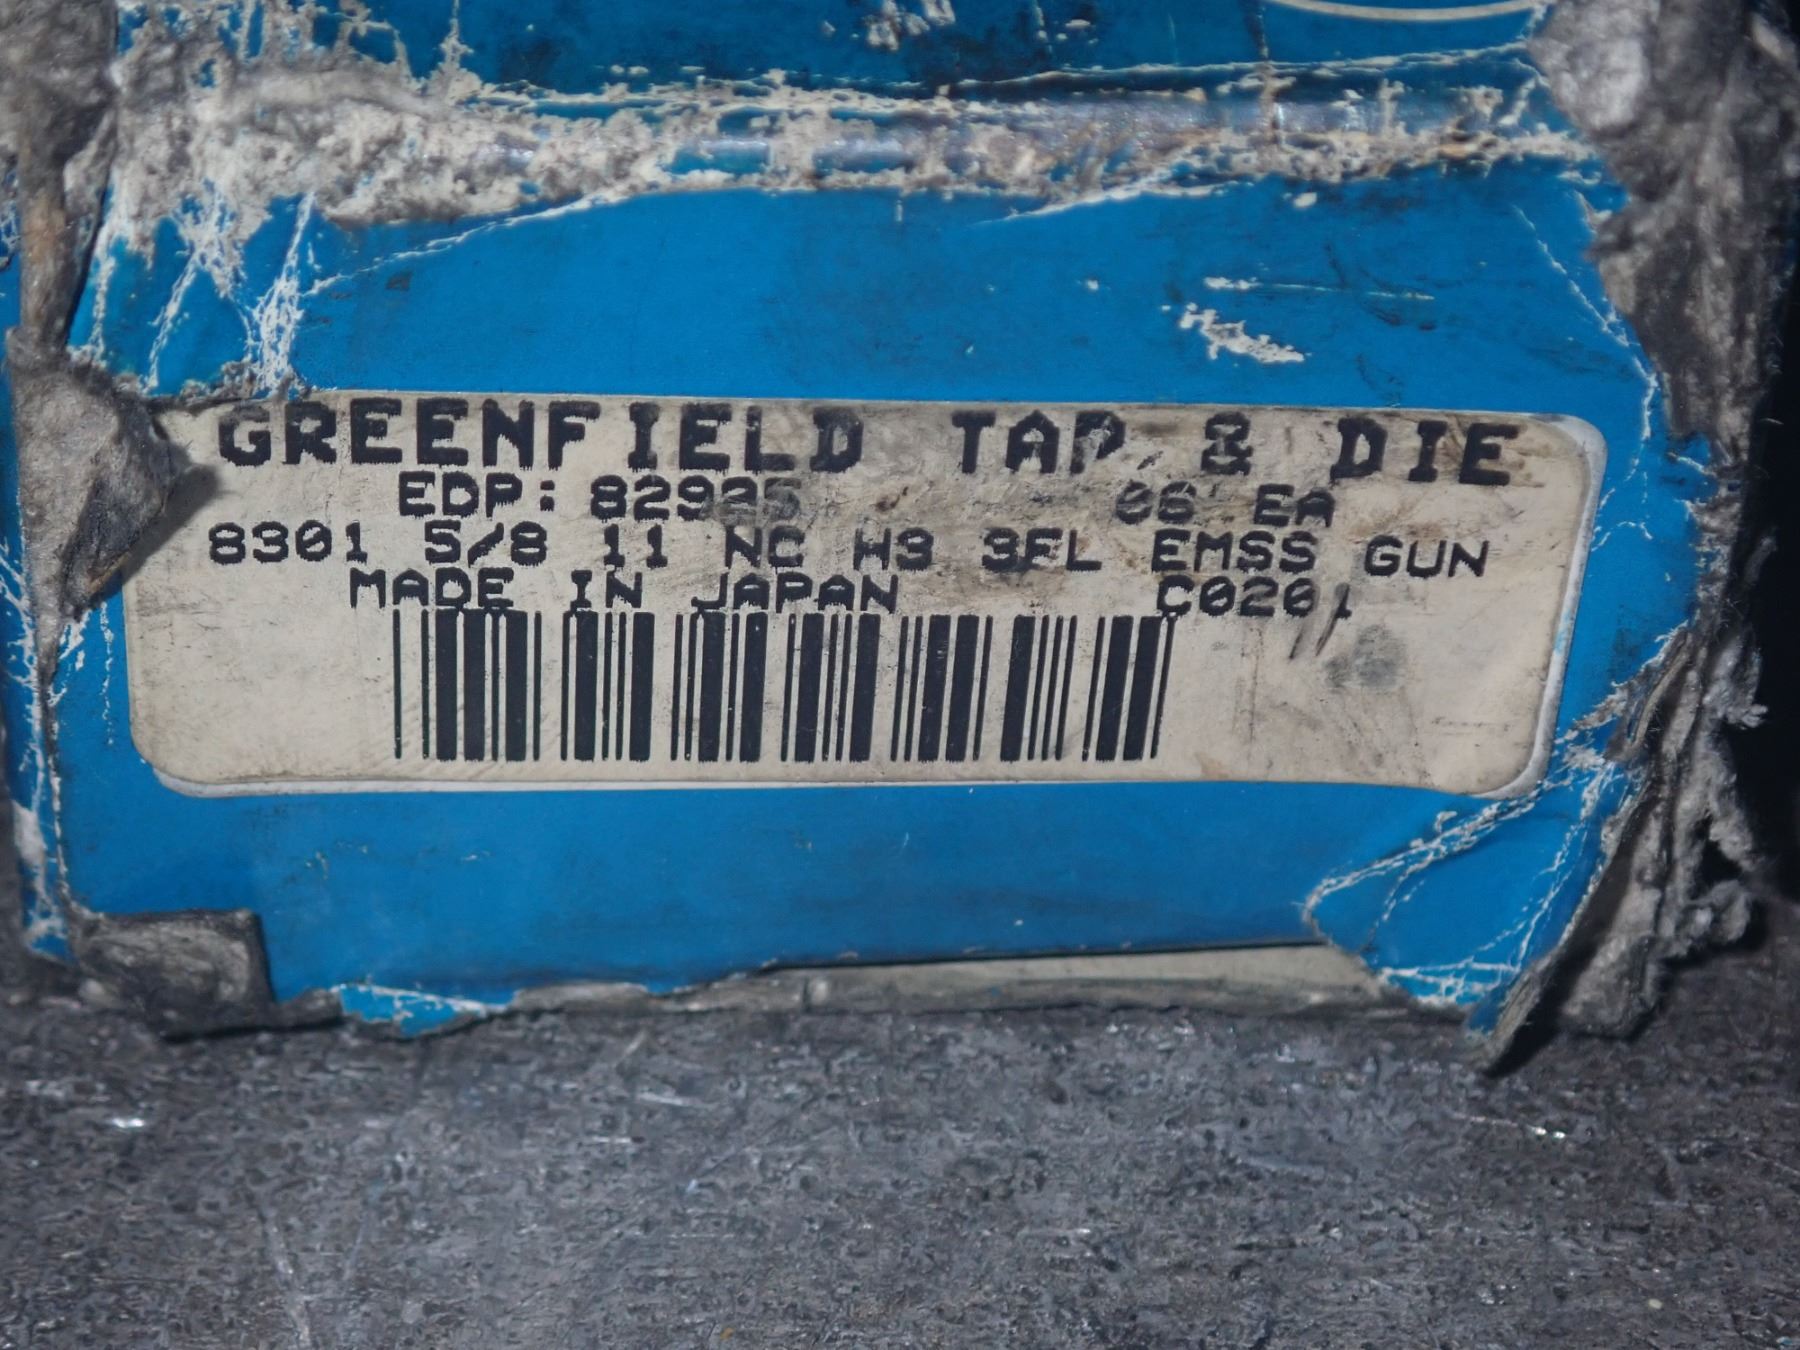 GREENFIELD TAP & DIE
EDP: 82925 06 EA
8301 5/8 11 NC H3 3FL EMSS GUN
MADE IN JAPAN C0201